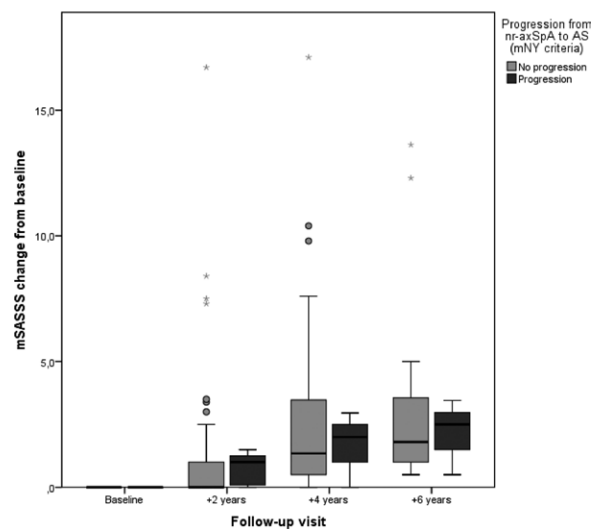 Progression from
nr-axSpA to AS
(mNY criteria)
No progression
Progression
mSASSS change from baseline
15,0
10,0
5,0
,0
Baseline
+2 years
+4 years
+6 years
Follow-up visit